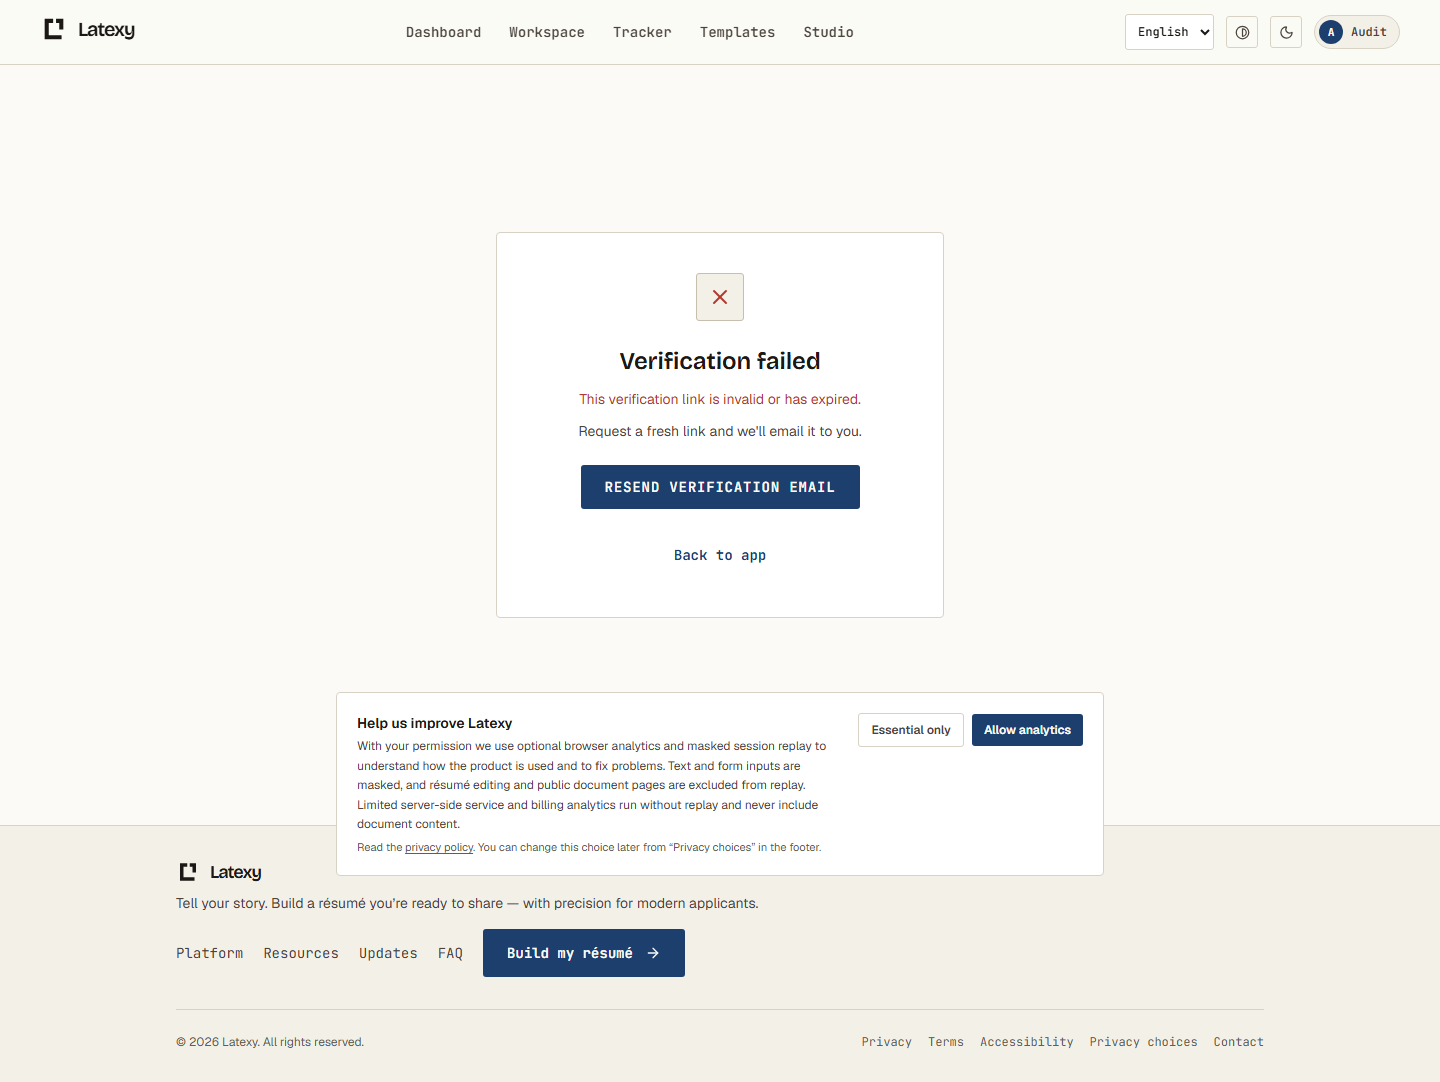 Latexy
Dashboard Workspace Tracker Templates Studio
English
A Audit
Verification failed
This verification link is invalid or has expired.
Request a fresh link and we'll email it to you.
RESEND VERIFICATION EMAIL
Back to app
Help us improve Latexy
With your permission we use optional browser analytics and masked session replay to
understand how the product is used and to fix problems. Text and form inputs are
masked, and résumé editing and public document pages are excluded from replay.
Limited server-side service and billing analytics run without replay and never include
document content.
Read the privacy policy. You can change this choice later from “Privacy choices” in the footer.
Essential only
Allow analytics
Latexy
Tell your story. Build a résumé you’re ready to share — with precision for modern applicants.
Platform Resources Updates FAQ
Build my résumé
© 2026 Latexy. All rights reserved.
Privacy Terms Accessibility Privacy choices Contact